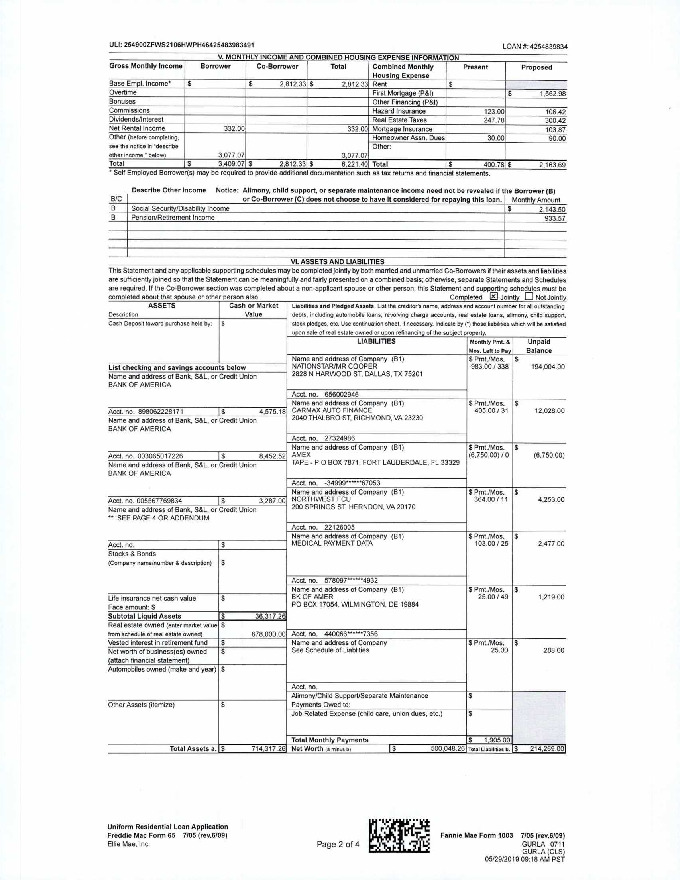 ULI: 254900ZFWS2106HWPH46425483983491 LOAN #: 4254839834
V. MONTHLY INCOME AND COMBINED HOUSING EXPENSE INFORMATION
Gross Monthly Income Borrower Co-Borrower Total Combined Monthly Housing Expense Present Proposed
Base Empl. Income* $ $ 2,812.33 $ 2,812.33 Rent $
Overtime First Mortgage (P&I) $ 1,562.98
Bonuses Other Financing (P&I)
Commissions Hazard Insurance 123.00 106.42
Dividends/Interest Real Estate Taxes 247.78 300.42
Net Rental Income 332.00 332.00 Mortgage Insurance 103.87
Other (before completing, Homeowner Assn. Dues 30.00 90.00
see the notice in "describe Other:
other income " below) 3,077.07 3,077.07
Total $ 3,409.07 $ 2,812.33 $ 6,221.40 Total $ 400.78 $ 2,163.69
* Self Employed Borrower(s) may be required to provide additional documentation such as tax returns and financial statements.
Describe Other Income Notice: Alimony, child support, or separate maintenance income need not be revealed if the Borrower (B)
B/C or Co-Borrower (C) does not choose to have it considered for repaying this loan. Monthly Amount
B Social Security/Disability Income $ 2,143.50
B Pension/Retirement Income 933.57
VI. ASSETS AND LIABILITIES
This Statement and any applicable supporting schedules may be completed jointly by both married and unmarried Co-Borrowers if their assets and liabilities
are sufficiently joined so that the Statement can be meaningfully and fairly presented on a combined basis; otherwise, separate Statements and Schedules
are required. If the Co-Borrower section was completed about a non-applicant spouse or other person, this Statement and supporting schedules must be
completed about that spouse or other person also. Completed X Jointly Not Jointly
ASSETS Cash or Market Value
Description
Cash Deposit toward purchase held by: $
Liabilities and Pledged Assets. List the creditor's name, address and account number for all outstanding
debts, including automobile loans, revolving charge accounts, real estate loans, alimony, child support,
stock pledges, etc. Use continuation sheet, if necessary. Indicate by (*) those liabilities which will be satisfied
upon sale of real estate owned or upon refinancing of the subject property.
LIABILITIES Monthly Pmt. & Mos. Left to Pay Unpaid Balance
List checking and savings accounts below
Name and address of Bank, S&L, or Credit Union
BANK OF AMERICA
Acct. no. 898062228171 $ 4,575.18
Name and address of Bank, S&L, or Credit Union
BANK OF AMERICA
Acct. no. 003065017226 $ 8,452.52
Name and address of Bank, S&L, or Credit Union
BANK OF AMERICA
Acct. no. 005567769834 $ 3,287.00
Name and address of Bank, S&L, or Credit Union
** SEE PAGE 4 OR ADDENDUM
Acct. no. $
Stocks & Bonds
(Company name/number & description) $
Life insurance net cash value $
Face amount: $
Subtotal Liquid Assets $ 36,317.26
Real estate owned (enter market value $
from schedule of real estate owned) 678,000.00
Vested interest in retirement fund $
Net worth of business(es) owned $
(attach financial statement)
Automobiles owned (make and year) $
Other Assets (itemize) $
Total Assets a. $ 714,317.26
Name and address of Company (B1) $ Pmt./Mos. $
NATIONSTAR/MR COOPER 983.00 / 338 194,004.00
2828 N HARWOOD ST, DALLAS, TX 75201
Acct. no. 656002946
Name and address of Company (B1) $ Pmt./Mos. $
CARMAX AUTO FINANCE 405.00 / 31 12,028.00
2040 THALBRO ST, RICHMOND, VA 23230
Acct. no. 27324986
Name and address of Company (B1) $ Pmt./Mos. $
AMEX (6,750.00) / 0 (6,750.00)
TAPE - P O BOX 7871, FORT LAUDERDALE, FL 33329
Acct. no. -34999******67053
Name and address of Company (B1) $ Pmt./Mos. $
NORTHWEST FCU 364.00 / 11 4,253.00
200 SPRINGS ST, HERNDON, VA 20170
Acct. no. 22126005
Name and address of Company (B1) $ Pmt./Mos. $
MEDICAL PAYMENT DATA 103.00 / 25 2,477.00
Acct. no. 578097******4932
Name and address of Company (B1) $ Pmt./Mos. $
BK OF AMER 25.00 / 49 1,219.00
PO BOX 17054, WILMINGTON, DE 19884
Acct. no. 440066******7356
Name and address of Company $ Pmt./Mos. $
See Schedule of Liabilities 25.00 288.00
Acct. no.
Alimony/Child Support/Separate Maintenance $
Payments Owed to:
Job Related Expense (child care, union dues, etc.) $
Total Monthly Payments $ 1,905.00
Net Worth (a minus b) $ 500,048.26 Total Liabilities b. $ 214,269.00
Uniform Residential Loan Application
Freddie Mac Form 65 7/05 (rev.6/09)
Ellie Mae, Inc.
Page 2 of 4
Fannie Mae Form 1003 7/05 (rev.6/09)
GURLA 0711
GURLA (CLS)
05/29/2019 09:18 AM PST